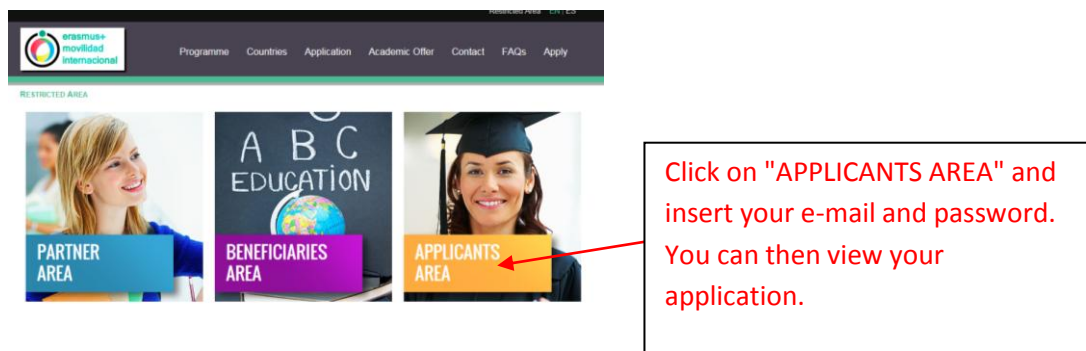 Restricted Area EN | ES
erasmus+
movilidad
internacional
Programme Countries Application Academic Offer Contact FAQs Apply
RESTRICTED AREA
A B C
EDUCATION
PARTNER
AREA
BENEFICIARIES
AREA
APPLICANTS
AREA
Click on "APPLICANTS AREA" and
insert your e-mail and password.
You can then view your
application.